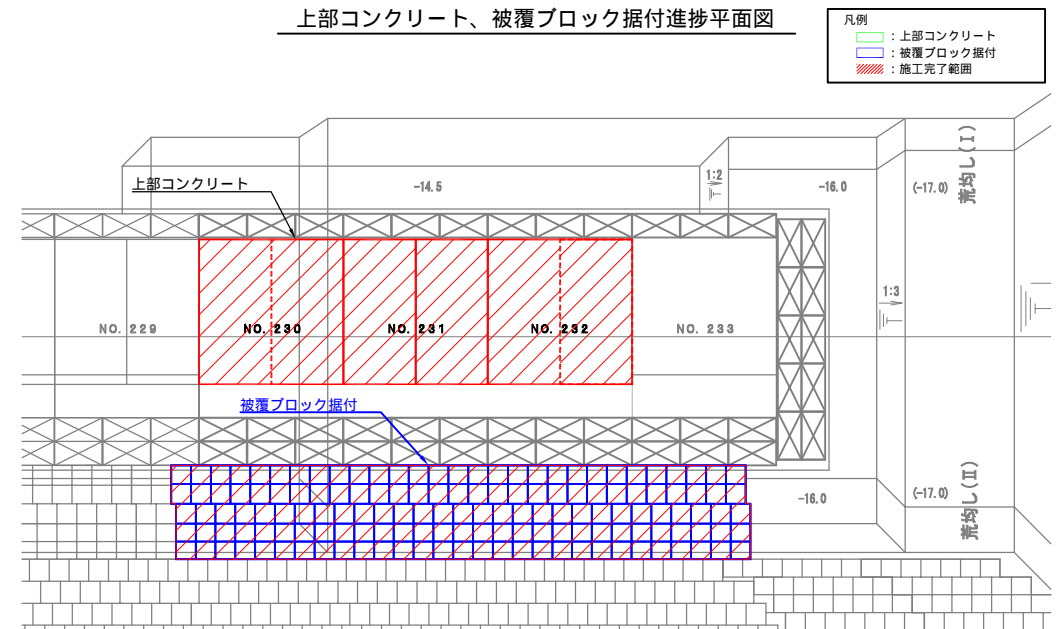 上部コンクリート、被覆ブロック据付進捗平面図
凡例
：上部コンクリート
：被覆ブロック据付
：施工完了範囲
上部コンクリート
-14.5
1:2
-16.0
(-17.0)
荒均し(Ⅰ)
1:3
NO. 229
NO. 230
NO. 231
NO. 232
NO. 233
被覆ブロック据付
-16.0
(-17.0)
荒均し(Ⅱ)